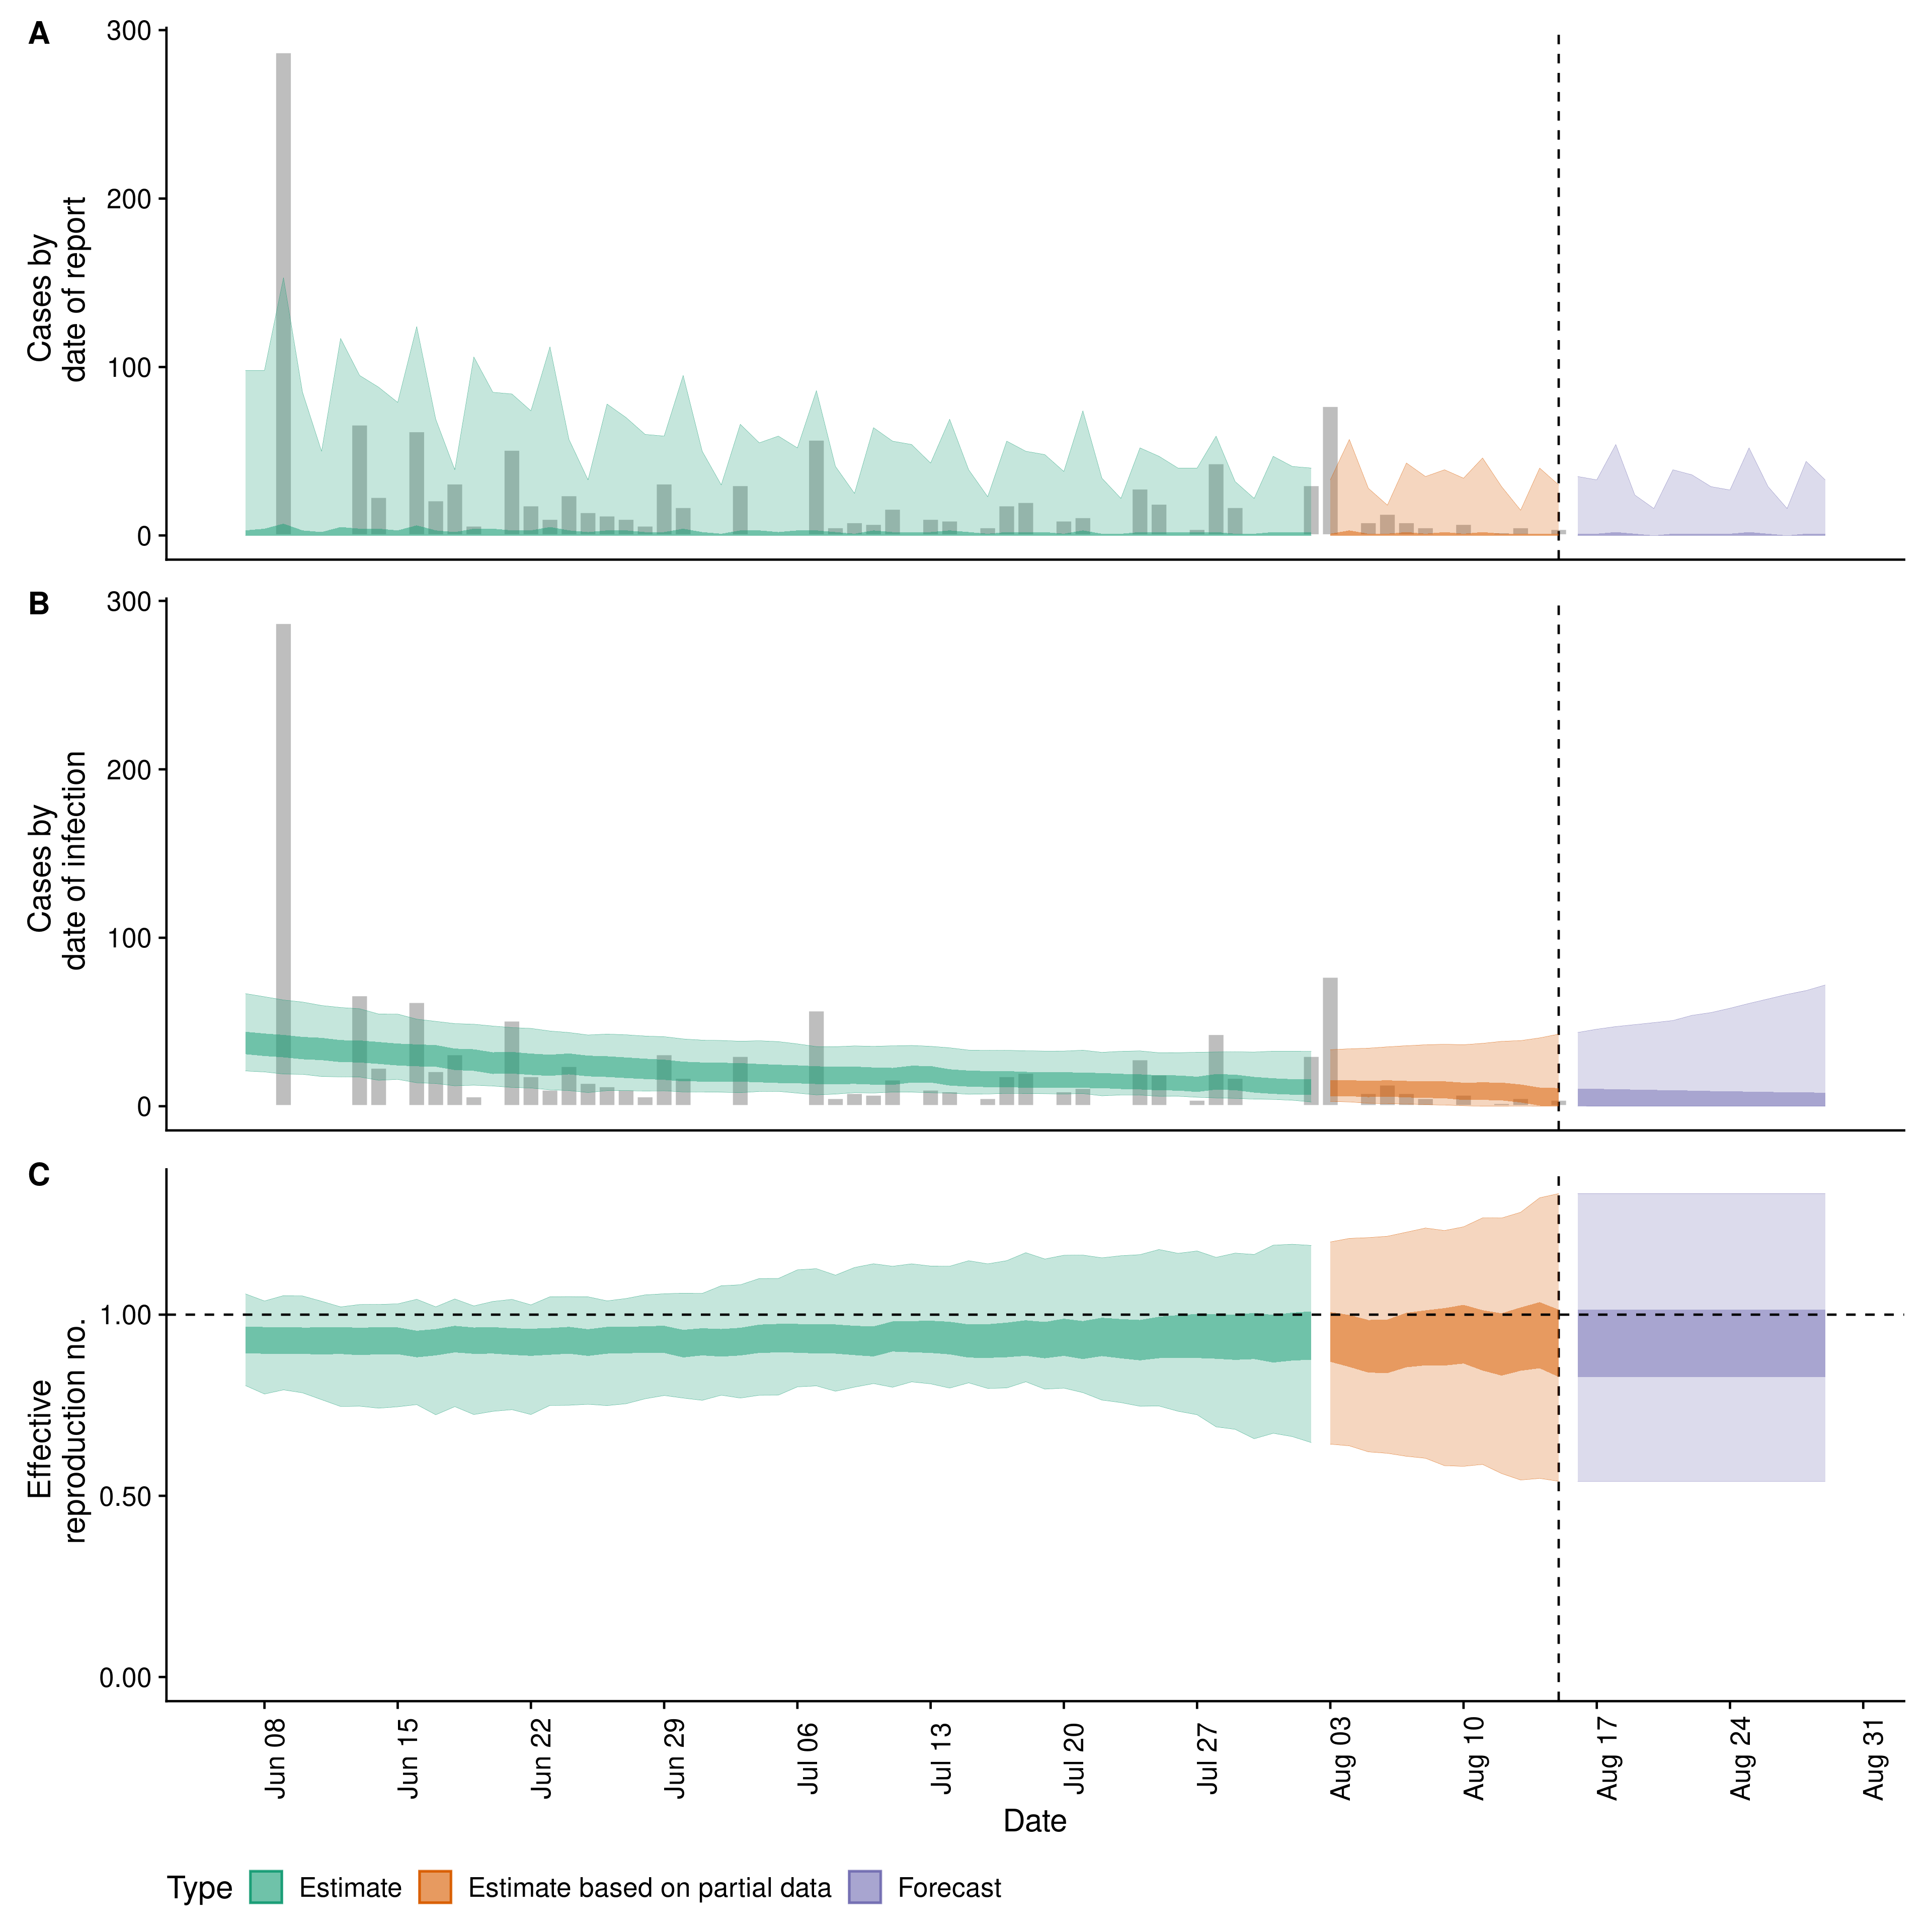 A
300
200
100
0
Cases by
date of report
B
300
200
100
0
Cases by
date of infection
C
1.00
0.50
0.00
Effective
reproduction no.
Jun 08
Jun 15
Jun 22
Jun 29
Jul 06
Jul 13
Jul 20
Jul 27
Aug 03
Aug 10
Aug 17
Aug 24
Aug 31
Date
Type Estimate Estimate based on partial data Forecast